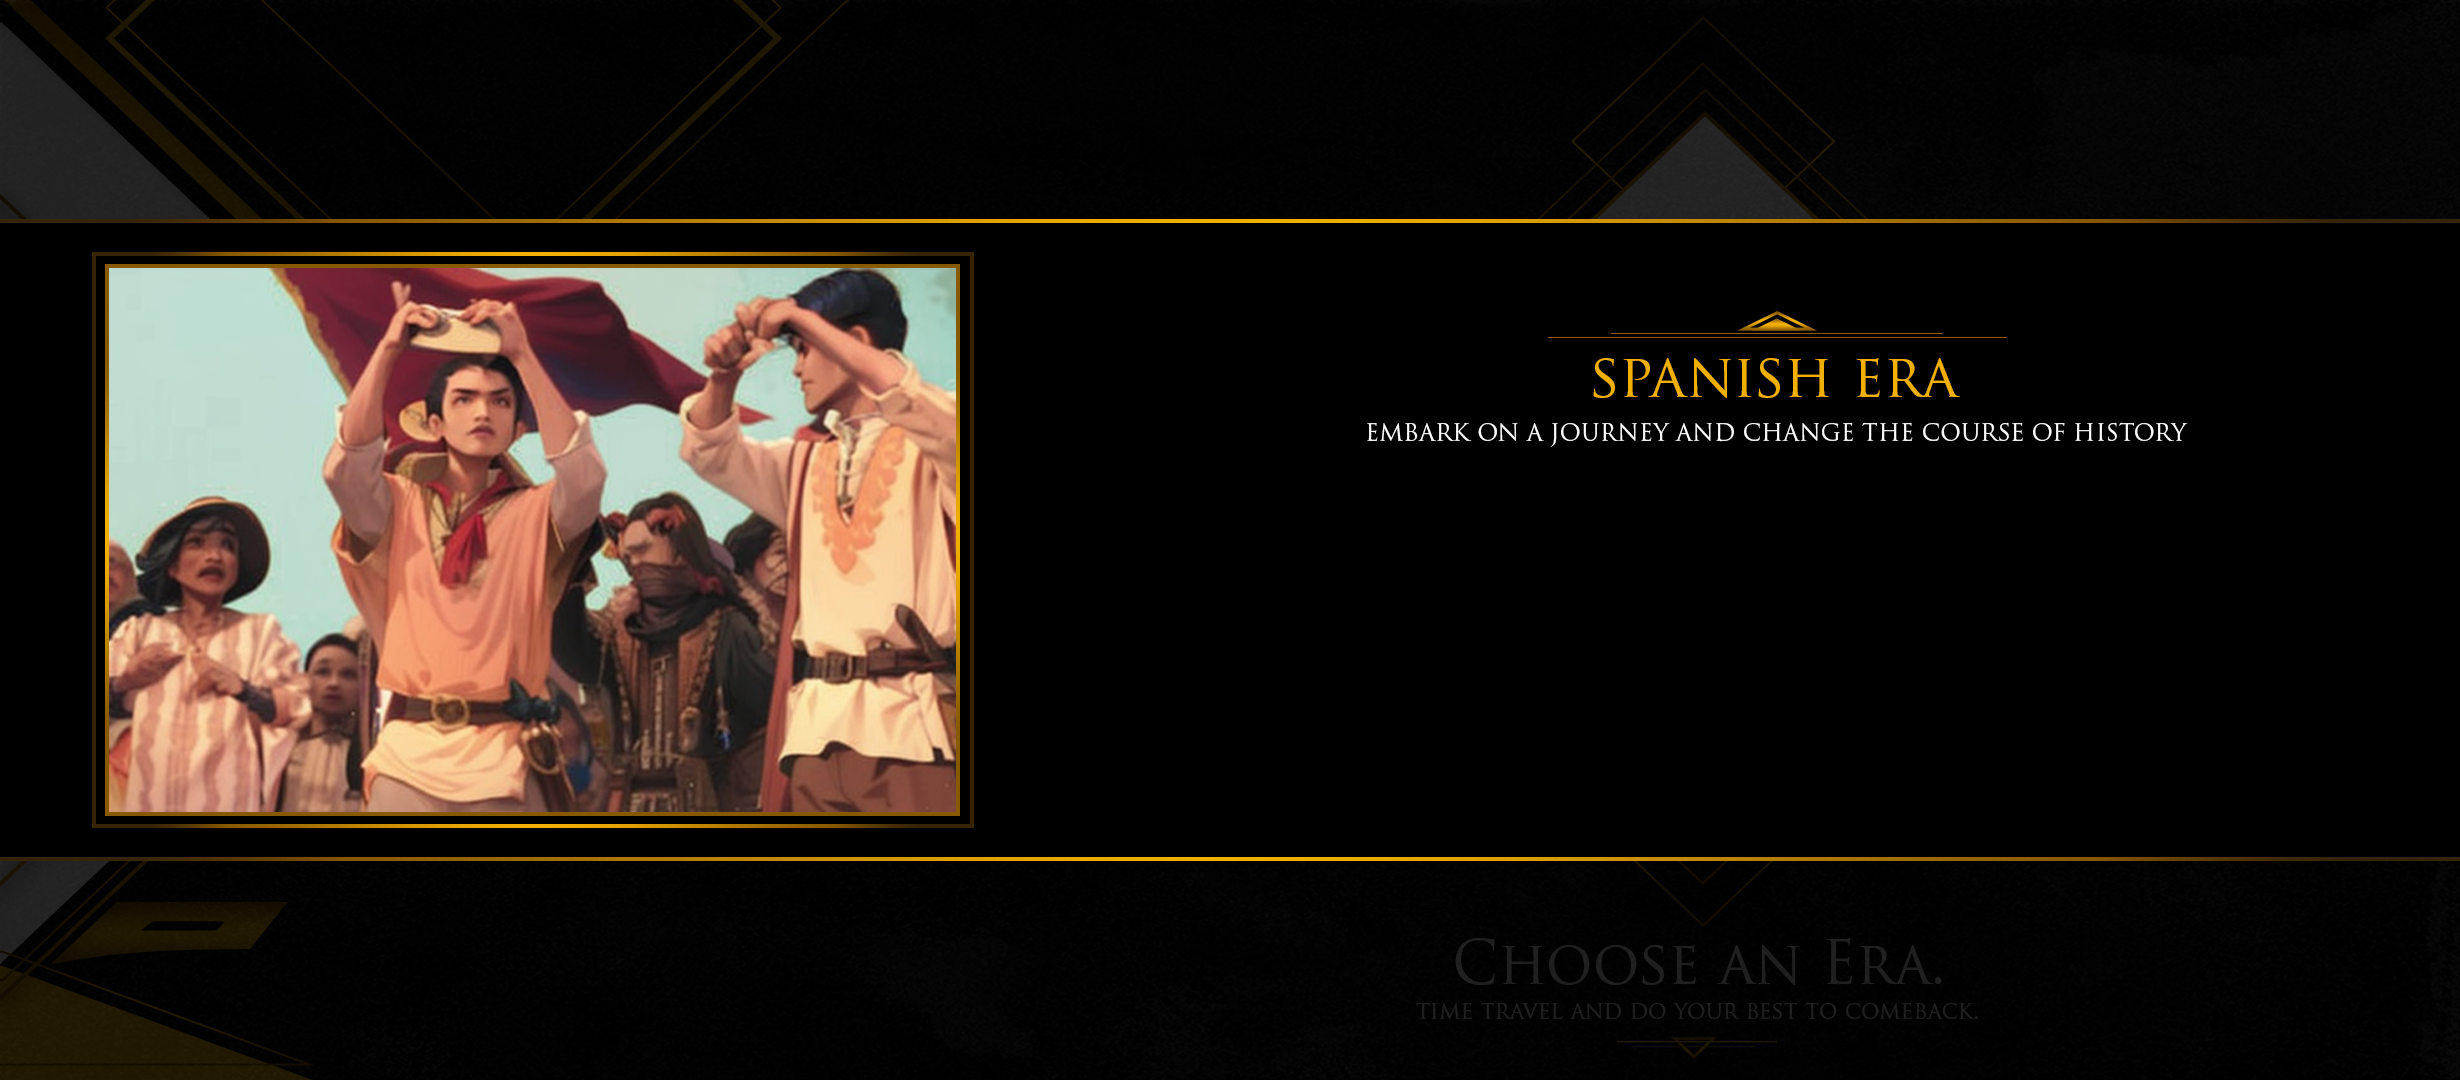 SPANISH ERA
EMBARK ON A JOURNEY AND CHANGE THE COURSE OF HISTORY
CHOOSE AN ERA.
TIME TRAVEL AND DO YOUR BEST TO COMEBACK.